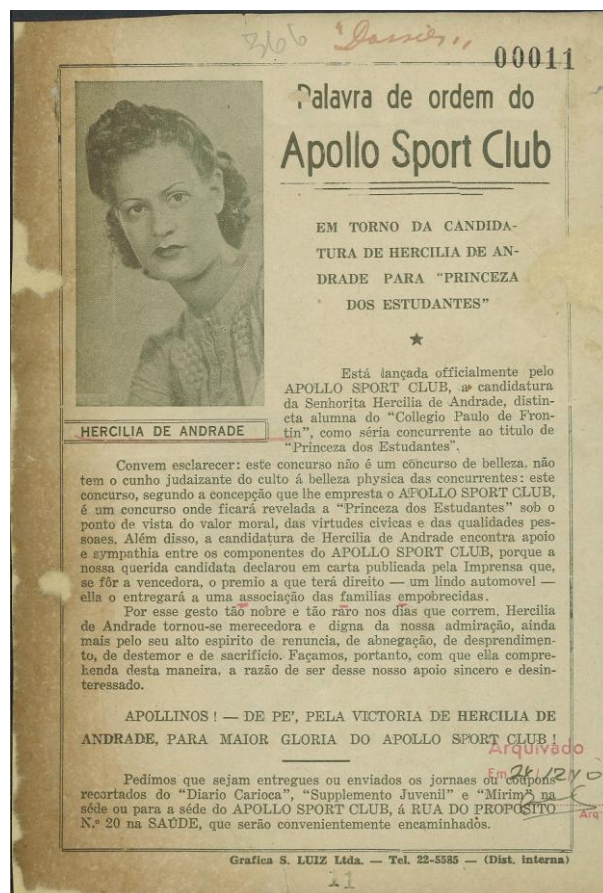 366 "Dossier"
00011
Palavra de ordem do
Apollo Sport Club
EM TORNO DA CANDIDA-
TURA DE HERCILIA DE AN-
DRADE PARA "PRINCEZA
DOS ESTUDANTES"
HERCILIA DE ANDRADE
Está lançada officialmente pelo
APOLLO SPORT CLUB, a candidatura
da Senhorita Hercilia de Andrade, distin-
cta alumna do "Collegio Paulo de Fron-
tin", como séria concurrente ao titulo de
"Princeza dos Estudantes".
Convem esclarecer: este concurso não é um concurso de belleza, não
tem o cunho judaizante do culto á belleza physica das concurrentes: este
concurso, segundo a concepção que lhe empresta o APOLLO SPORT CLUB,
é um concurso onde ficará revelada a "Princeza dos Estudantes" sob o
ponto de vista do valor moral, das virtudes civicas e das qualidades pes-
soaes. Além disso, a candidatura de Hercilia de Andrade encontra apoio
e sympathia entre os componentes do APOLLO SPORT CLUB, porque a
nossa querida candidata declarou em carta publicada pela Imprensa que,
se fôr a vencedora, o premio a que terá direito — um lindo automovel —
ella o entregará a uma associação das familias empobrecidas.
Por esse gesto tão nobre e tão raro nos dias que correm, Hercilia
de Andrade tornou-se merecedora e digna da nossa admiração, ainda
mais pelo seu alto espirito de renuncia, de abnegação, de desprendimen-
to, de destemor e de sacrificio. Façamos, portanto, com que ella compre-
henda desta maneira, a razão de ser desse nosso apoio sincero e desin-
teressado.
APOLLINOS ! — DE PE', PELA VICTORIA DE HERCILIA DE
ANDRADE, PARA MAIOR GLORIA DO APOLLO SPORT CLUB !
Arquivado
Em 24/12/40
Pedimos que sejam entregues ou enviados os jornaes ou coupons
recortados do "Diario Carioca", "Supplemento Juvenil" e "Mirim" na
séde ou para a séde do APOLLO SPORT CLUB, á RUA DO PROPOSITO
N.º 20 na SAÚDE, que serão convenientemente encaminhados.
Arq
Grafica S. LUIZ Ltda. — Tel. 22-5585 — (Dist. interna)
11